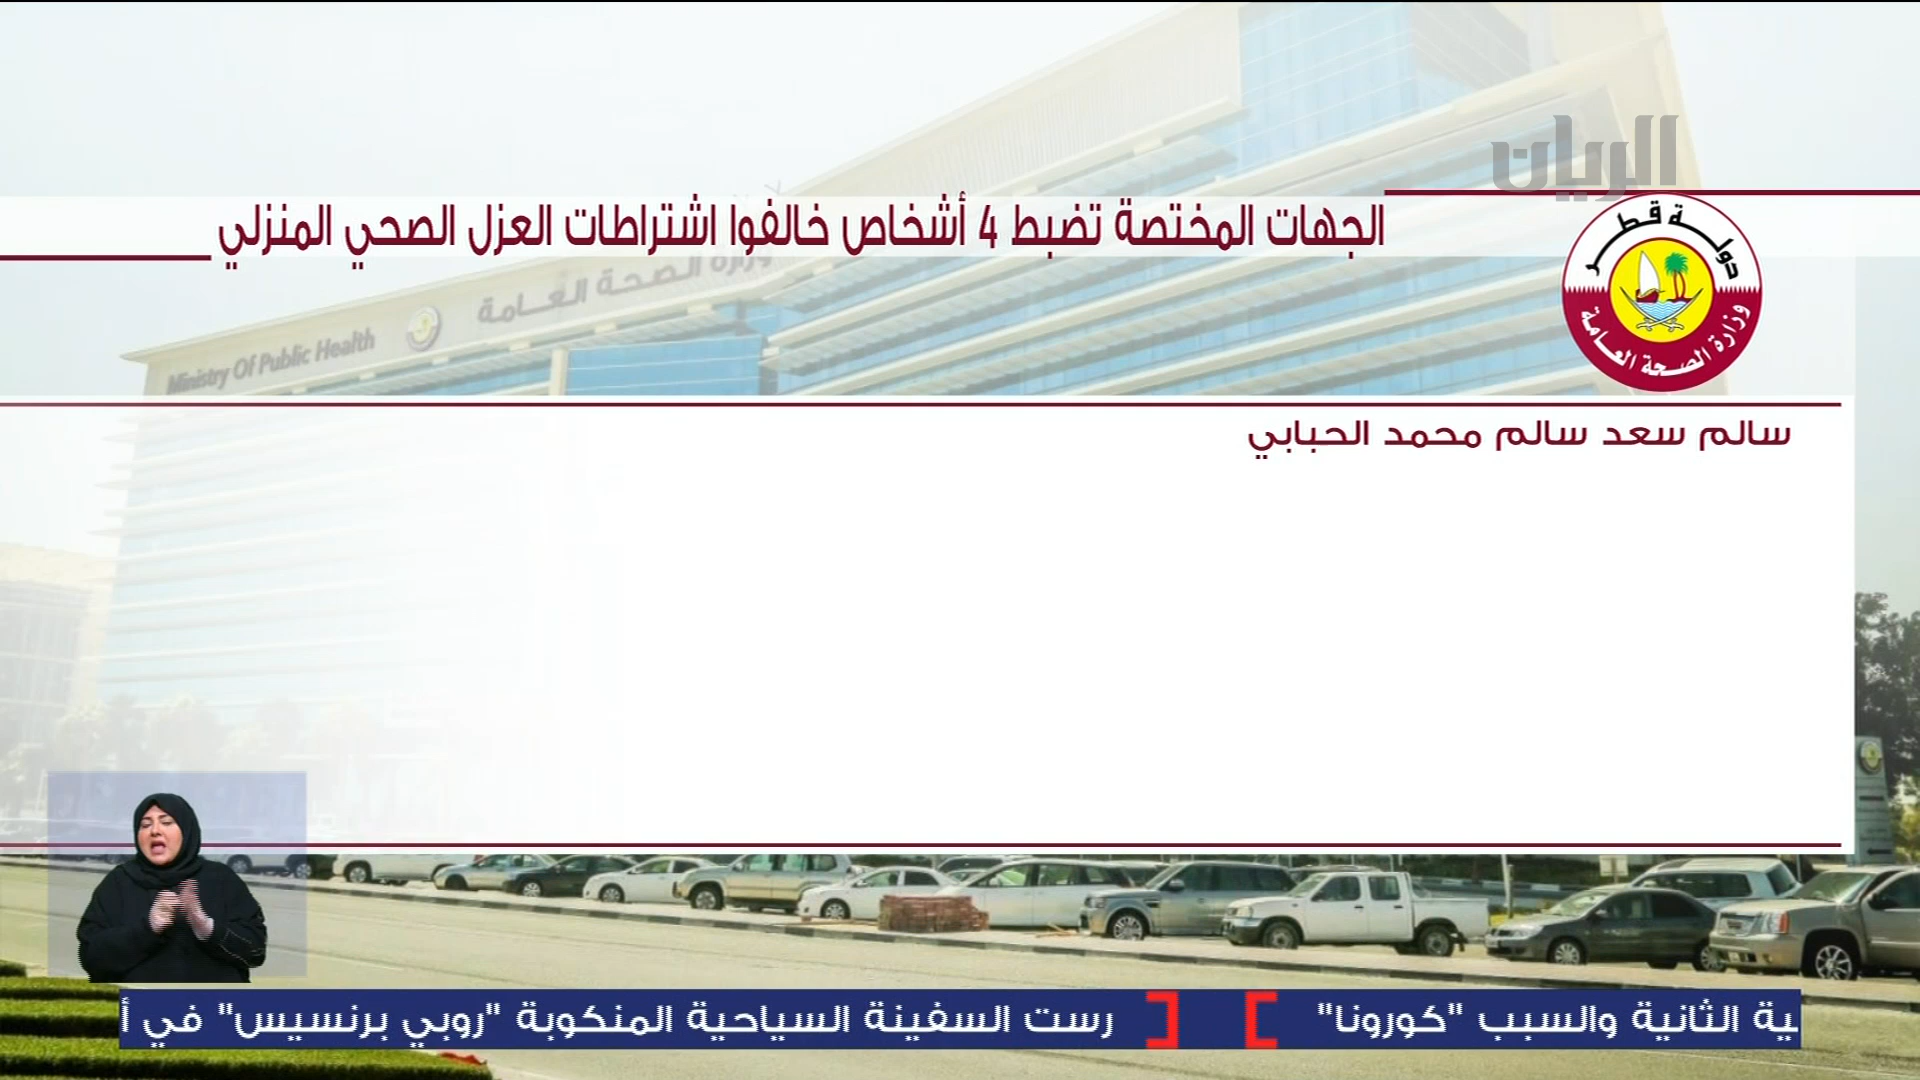 الريان
الجهات المختصة تضبط 4 أشخاص خالفوا اشتراطات العزل الصحي المنزلي
دولة قطر
وزارة الصحة العامة
وزارة الصحة العامة
Ministry Of Public Health
سالم سعد سالم محمد الحبابي
ية الثانية والسبب "كورونا"
رست السفينة السياحية المنكوبة "روبي برنسيس" في أ